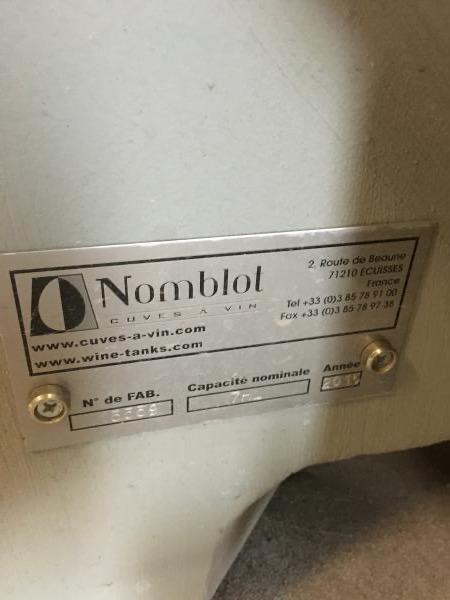 Nomblot
CUVES A VIN
www.cuves-a-vin.com
www.wine-tanks.com
2, Route de Beaune
71210 ECUISSES
France
Tel +33 (0)3 85 78 91 00
Fax +33 (0)3 85 78 97 38
N° de FAB.
Capacité nominale
Année